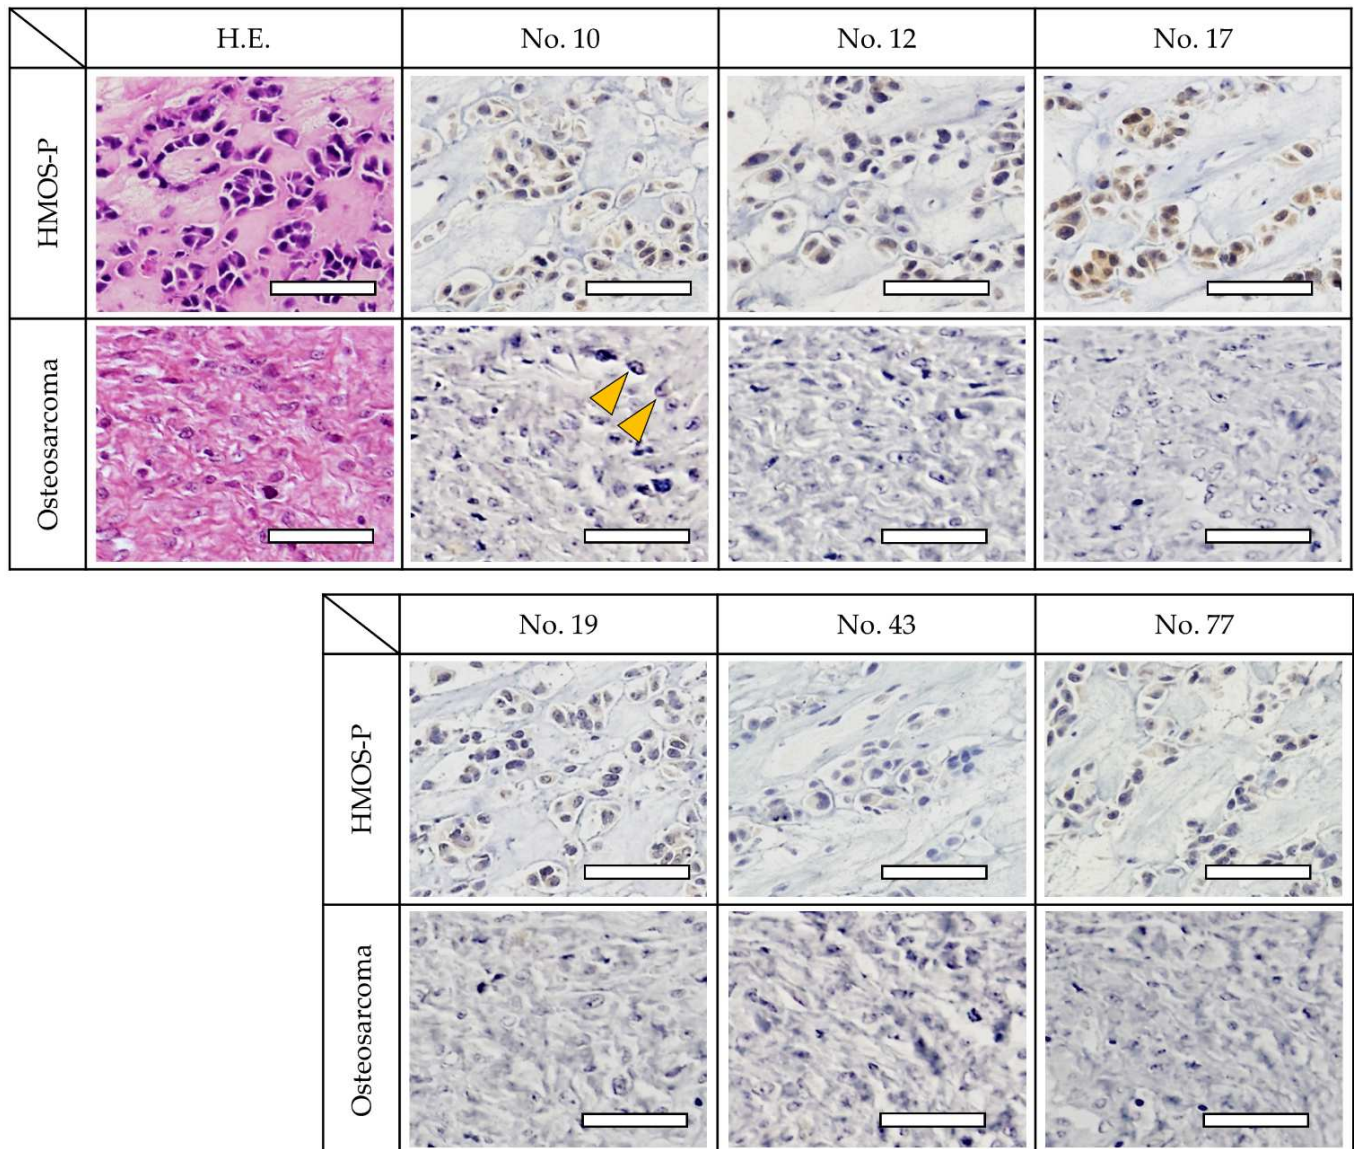 H.E. No. 10 No. 12 No. 17
HMOS-P
Osteosarcoma
No. 19 No. 43 No. 77
HMOS-P
Osteosarcoma